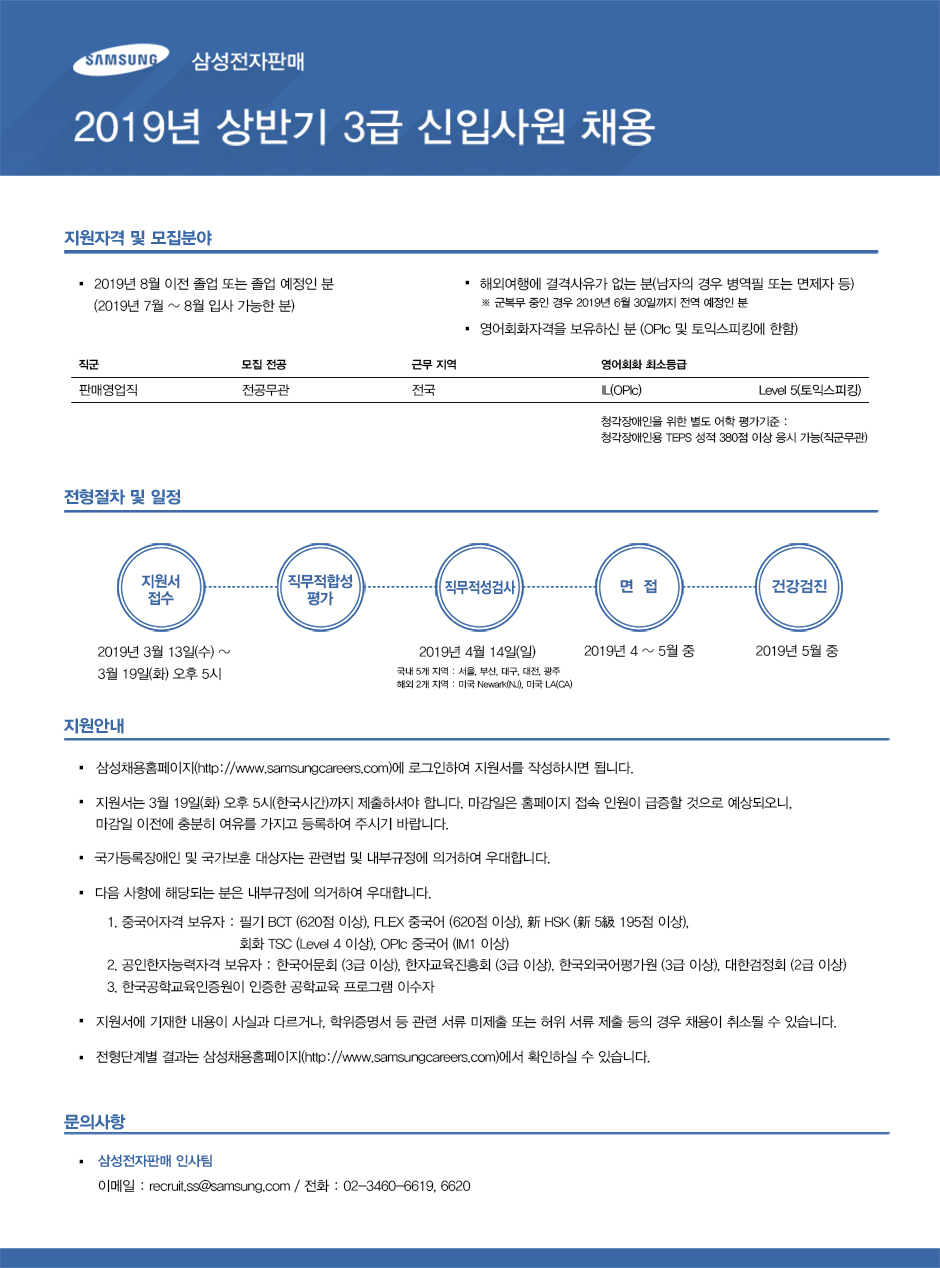 SAMSUNG 삼성전자판매
2019년 상반기 3급 신입사원 채용
지원자격 및 모집분야
▪ 2019년 8월 이전 졸업 또는 졸업 예정인 분
(2019년 7월 ~ 8월 입사 가능한 분)
▪ 해외여행에 결격사유가 없는 분(남자의 경우 병역필 또는 면제자 등)
※ 군복무 중인 경우 2019년 6월 30일까지 전역 예정인 분
▪ 영어회화자격을 보유하신 분 (OPIc 및 토익스피킹에 한함)
직군 모집 전공 근무 지역 영어회화 최소등급
판매영업직 전공무관 전국 IL(OPIc) Level 5(토익스피킹)
청각장애인을 위한 별도 어학 평가기준 :
청각장애인용 TEPS 성적 380점 이상 응시 가능(직군무관)
전형절차 및 일정
지원서
접수
직무적합성
평가
직무적성검사
면 접
건강검진
2019년 3월 13일(수) ~
3월 19일(화) 오후 5시
2019년 4월 14일(일)
국내 5개 지역 : 서울, 부산, 대구, 대전, 광주
해외 2개 지역 : 미국 Newark(NJ), 미국 LA(CA)
2019년 4 ~ 5월 중
2019년 5월 중
지원안내
▪ 삼성채용홈페이지(http://www.samsungcareers.com)에 로그인하여 지원서를 작성하시면 됩니다.
▪ 지원서는 3월 19일(화) 오후 5시(한국시간)까지 제출하셔야 합니다. 마감일은 홈페이지 접속 인원이 급증할 것으로 예상되오니,
마감일 이전에 충분히 여유를 가지고 등록하여 주시기 바랍니다.
▪ 국가등록장애인 및 국가보훈 대상자는 관련법 및 내부규정에 의거하여 우대합니다.
▪ 다음 사항에 해당되는 분은 내부규정에 의거하여 우대합니다.
1. 중국어자격 보유자 : 필기 BCT (620점 이상), FLEX 중국어 (620점 이상), 新 HSK (新 5級 195점 이상),
회화 TSC (Level 4 이상), OPIc 중국어 (IM1 이상)
2. 공인한자능력자격 보유자 : 한국어문회 (3급 이상), 한자교육진흥회 (3급 이상), 한국외국어평가원 (3급 이상), 대한검정회 (2급 이상)
3. 한국공학교육인증원이 인증한 공학교육 프로그램 이수자
▪ 지원서에 기재한 내용이 사실과 다르거나, 학위증명서 등 관련 서류 미제출 또는 허위 서류 제출 등의 경우 채용이 취소될 수 있습니다.
▪ 전형단계별 결과는 삼성채용홈페이지(http://www.samsungcareers.com)에서 확인하실 수 있습니다.
문의사항
▪ 삼성전자판매 인사팀
이메일 : recruit.ss@samsung.com / 전화 : 02-3460-6619, 6620